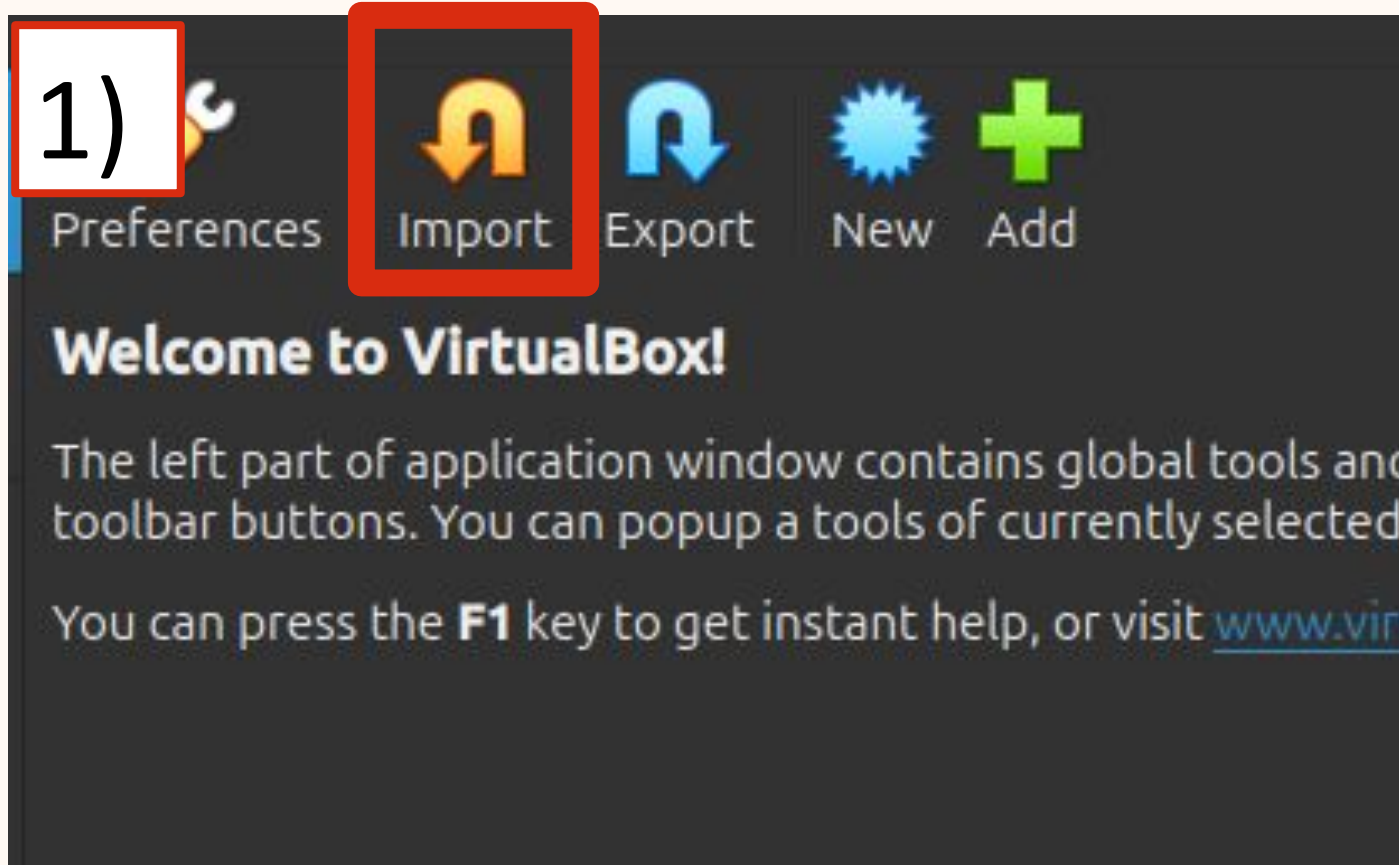 1)
Preferences Import Export New Add
Welcome to VirtualBox!
The left part of application window contains global tools and
toolbar buttons. You can popup a tools of currently selected
You can press the F1 key to get instant help, or visit www.vir